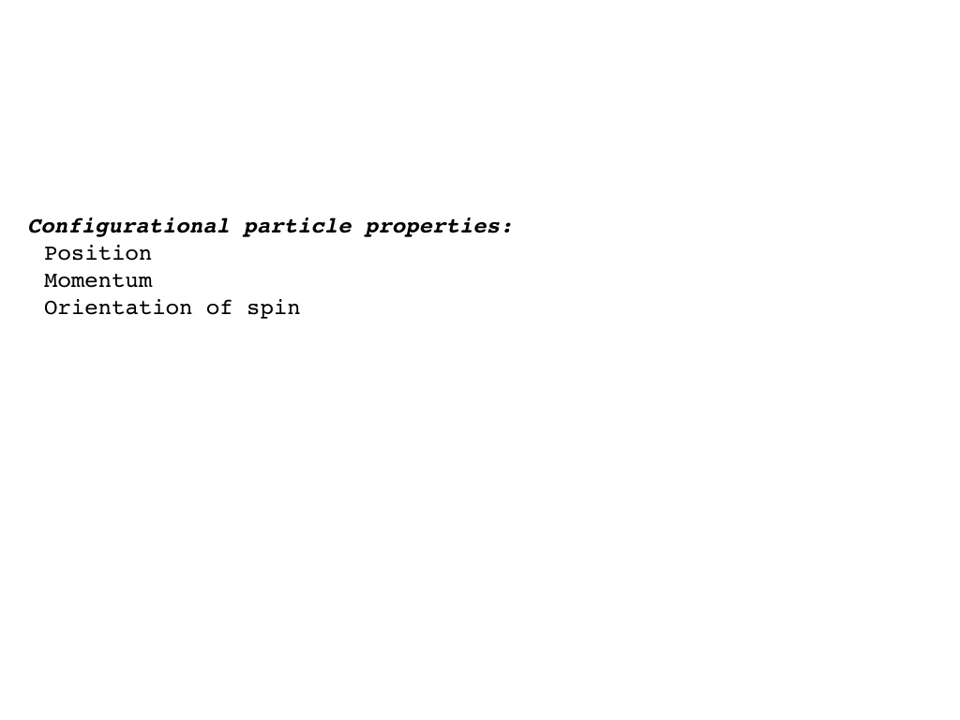 Configurational particle properties:
Position
Momentum
Orientation of spin